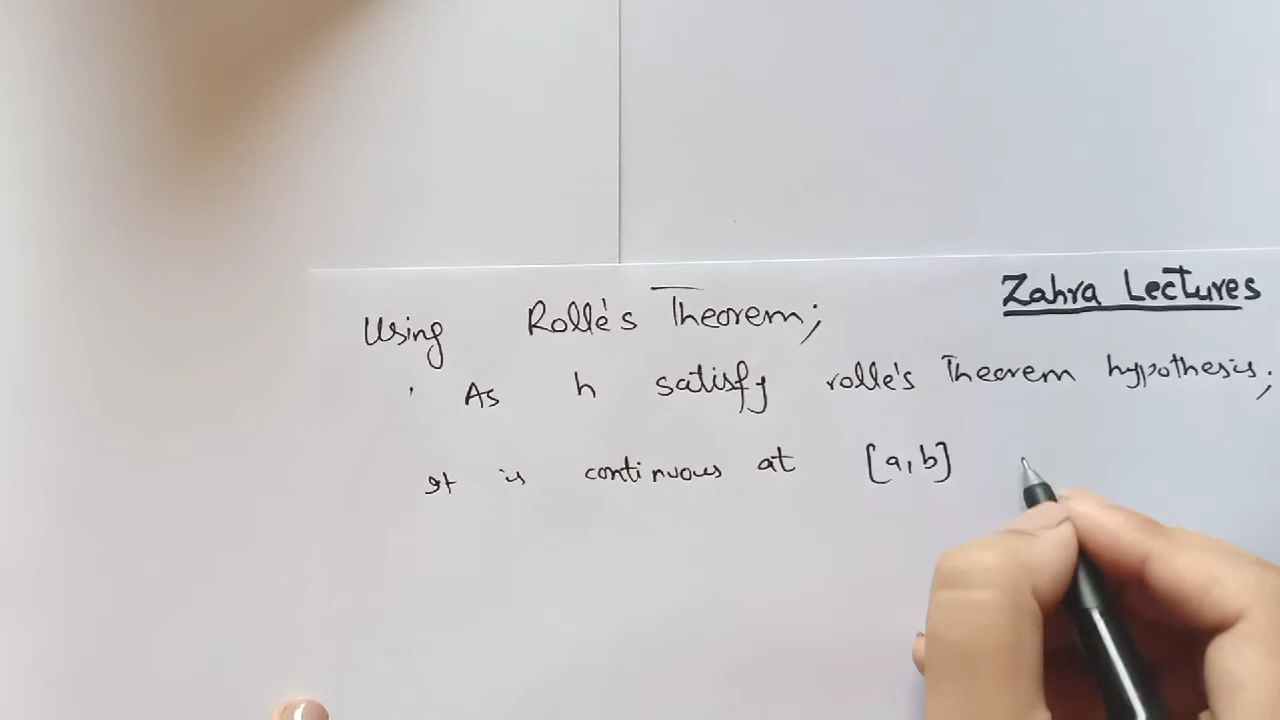 Zahra Lectures
Using Rolle's Theorem;
As h satisfy rolle's Theorem hypothesis;
It is continuous at [a,b]